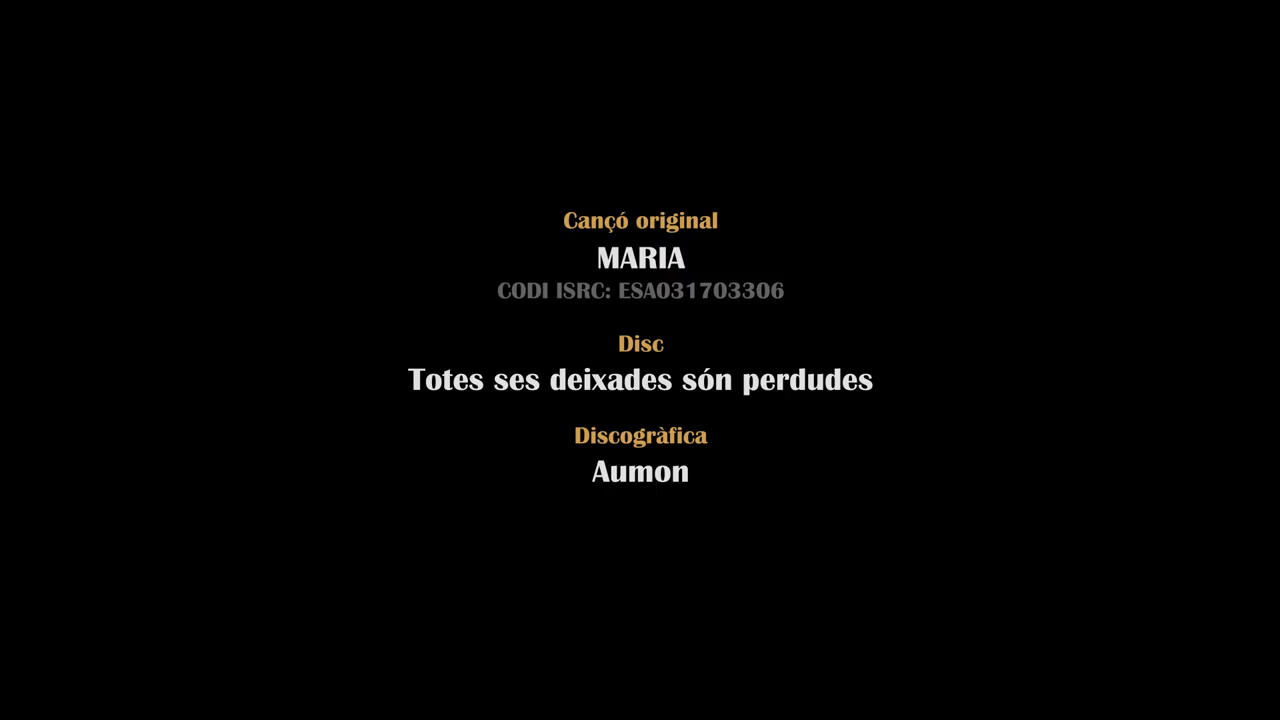 Cançó original
MARIA
CODI ISRC: ESA031703306
Disc
Totes ses deixades són perdudes
Discogràfica
Aumon